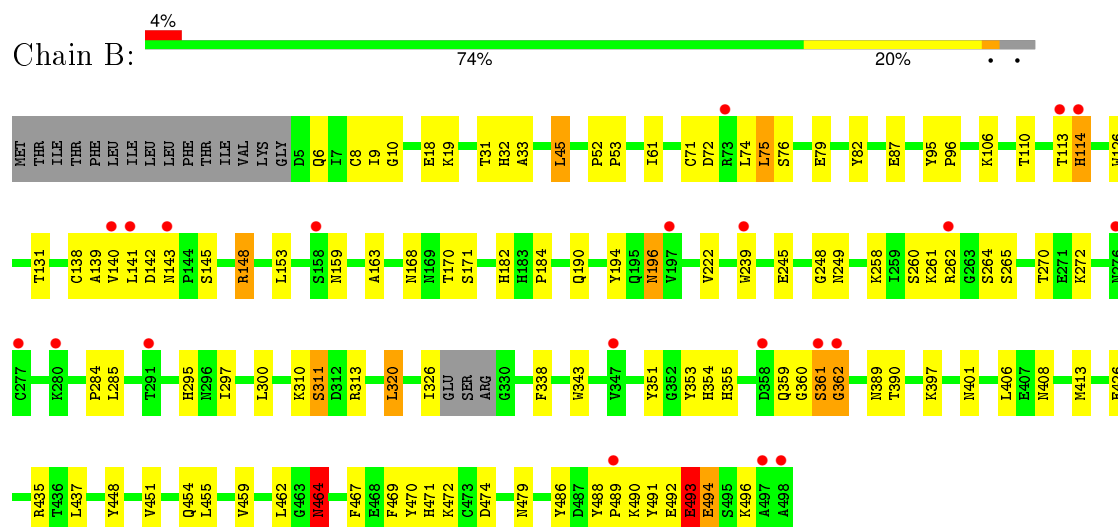 4%
Chain B:
74% 20% • •
MET THR ILE THR PHE LEU ILE LEU LEU PHE THR ILE VAL LYS GLY D5 Q6 I7 C8 I9 G10 E18 K19 T31 H32 A33 L45 P52 P53 I61 C71 D72 R73 L74 L75 S76 E79 Y82 E87 Y95 P96 K106 T110 T113 H114 W126
T131 C138 A139 V140 L141 D142 N143 P144 S145 R148 L153 S158 N159 A163 N168 N169 T170 S171 H182 H183 P184 Q190 Y194 Q195 N196 V197 V222 W239 E245 G248 N249 K258 I259 S260 K261 R262 G263 S264 S265 T270 E271 K272 N276
C277 K280 P284 L285 T291 H295 N296 I297 L300 K310 S311 D312 R313 L320 I326 GLU SER ARG G330 F338 W343 V347 Y351 G352 Y353 H354 H355 D358 Q359 G360 S361 G362 N389 T390 K397 N401 L406 E407 N408 M413
R435 T436 L437 Y448 V451 Q454 L455 V459 L462 G463 N464 F467 E468 F469 Y470 H471 K472 C473 D474 N479 Y486 D487 Y488 P489 K490 Y491 E492 E493 E494 S495 K496 A497 A498